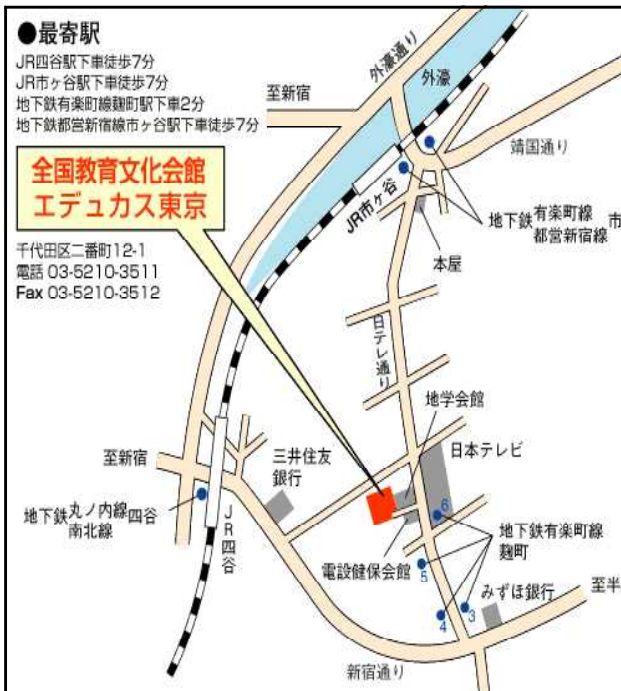 ●最寄駅
JR四谷駅下車徒歩7分
JR市ヶ谷駅下車徒歩7分
地下鉄有楽町線麹町駅下車2分
地下鉄都営新宿線市ヶ谷駅下車徒歩7分
全国教育文化会館
エデュカス東京
千代田区二番町12-1
電話 03-5210-3511
Fax 03-5210-3512
至新宿
外濠通り
外濠
靖国通り
JR市ヶ谷
地下鉄有楽町線
都営新宿線
市
本屋
日テレ通り
地学会館
日本テレビ
至新宿
三井住友
銀行
地下鉄丸ノ内線
南北線
四谷
JR四谷
電設健保会館
6
地下鉄有楽町線
麹町
5
みずほ銀行
至半
3
4
新宿通り